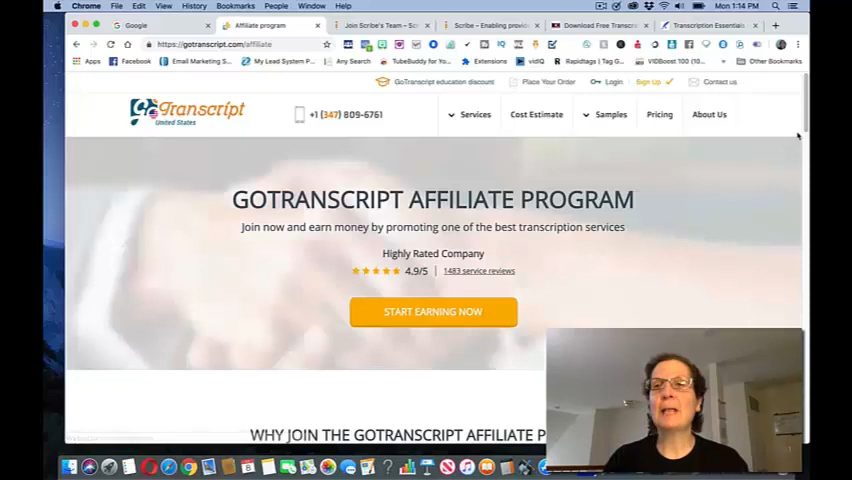 Chrome File Edit View History Bookmarks People Window Help
Mon 1:14 PM
Google
Affiliate program
Join Scribe's Team – Sc
Scribe – Enabling provid
Download Free Transcr
Transcription Essentials
https://gotranscript.com/affiliate
Apps Facebook Email Marketing S... My Lead System P... Any Search TubeBuddy for Y... Extensions vidIQ Rapidtags | Tag G... VIDBoost 100 (V... Other Bookmarks
GoTranscript education discount Place Your Order Login Sign Up Contact us
GoTranscript
United States
+1 (347) 809-6761
Services Cost Estimate Samples Pricing About Us
GOTRANSCRIPT AFFILIATE PROGRAM
Join now and earn money by promoting one of the best transcription services
Highly Rated Company
4.9/5 | 1483 service reviews
START EARNING NOW
WHY JOIN THE GOTRANSCRIPT AFFILIATE P